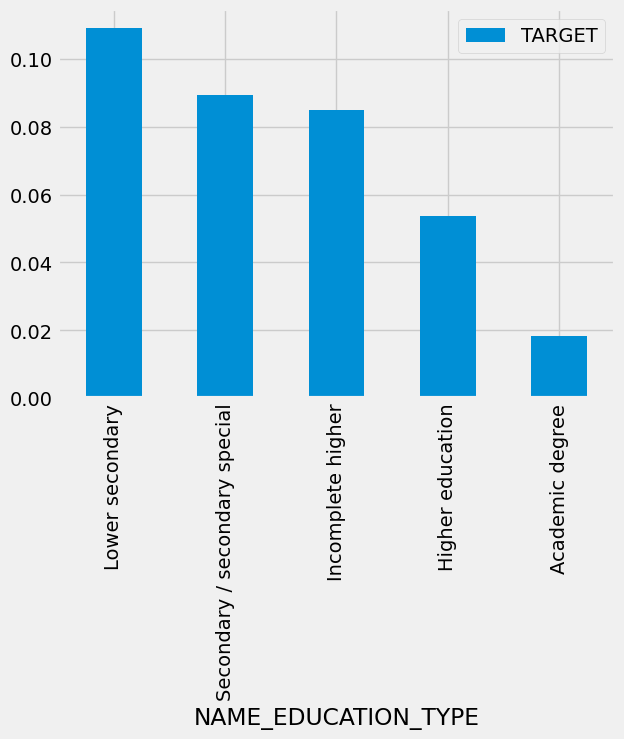 TARGET
0.10
0.08
0.06
0.04
0.02
0.00
Lower secondary
Secondary / secondary special
Incomplete higher
Higher education
Academic degree
NAME_EDUCATION_TYPE